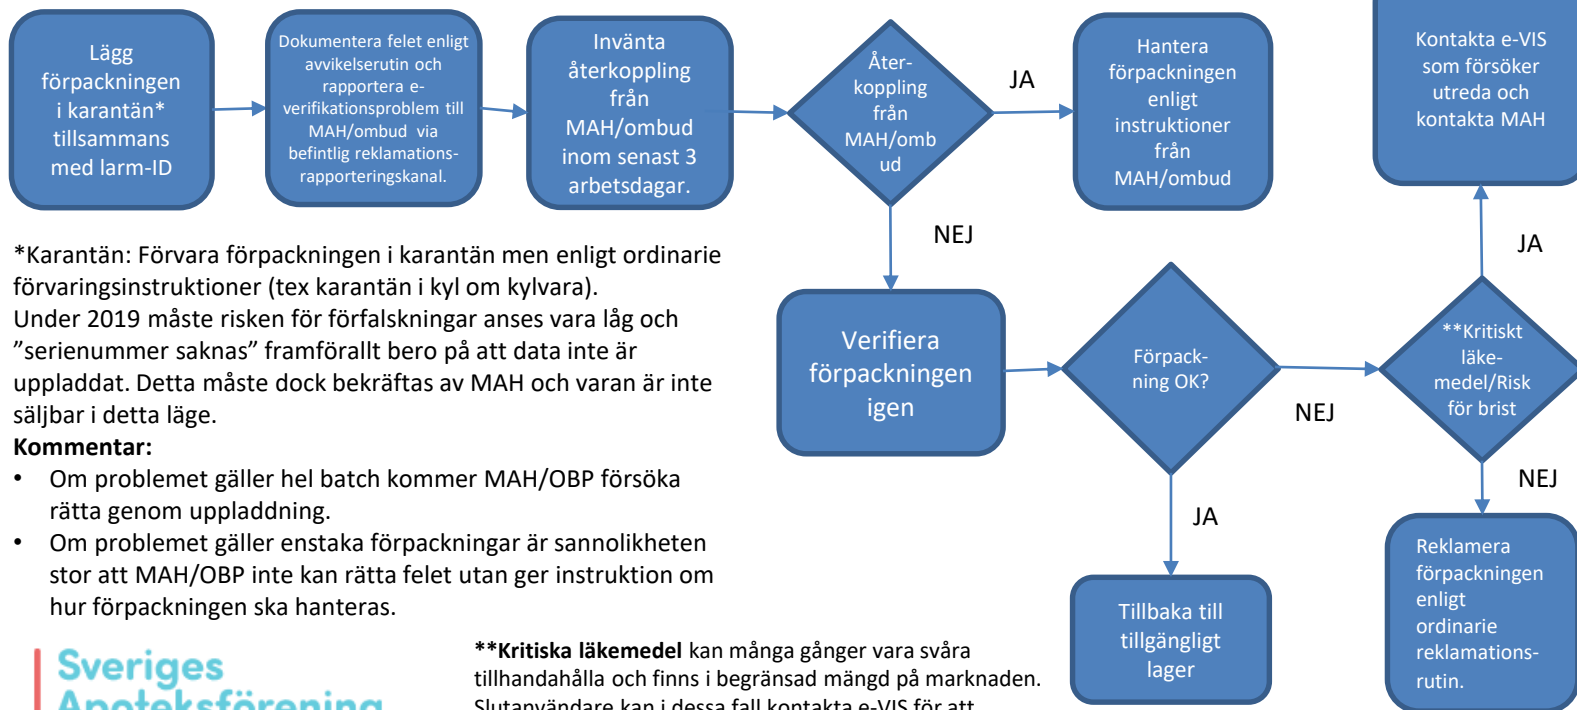 Lägg
förpackningen
i karantän*
tillsammans
med larm-ID
Dokumentera felet enligt
avvikelserutin och
rapportera e-
verifikationsproblem till
MAH/ombud via
befintlig reklamations-
rapporteringskanal.
Invänta
återkoppling
från
MAH/ombud
inom senast 3
arbetsdagar.
Åter-
koppling
från
MAH/omb
ud
JA
Hantera
förpackningen
enligt
instruktioner
från
MAH/ombud
Kontakta e-VIS
som försöker
utreda och
kontakta MAH
NEJ
JA
*Karantän: Förvara förpackningen i karantän men enligt ordinarie
förvaringsinstruktioner (tex karantän i kyl om kylvara).
Under 2019 måste risken för förfalskningar anses vara låg och
”serienummer saknas” framförallt bero på att data inte är
uppladdat. Detta måste dock bekräftas av MAH och varan är inte
säljbar i detta läge.
Kommentar:
• Om problemet gäller hel batch kommer MAH/OBP försöka
rätta genom uppladdning.
• Om problemet gäller enstaka förpackningar är sannolikheten
stor att MAH/OBP inte kan rätta felet utan ger instruktion om
hur förpackningen ska hanteras.
Verifiera
förpackningen
igen
Förpack-
ning OK?
NEJ
**Kritiskt
läke-
medel/Risk
för brist
JA
NEJ
Tillbaka till
tillgängligt
lager
Reklamera
förpackningen
enligt
ordinarie
reklamations-
rutin.
Sveriges
Apoteksförening
**Kritiska läkemedel kan många gånger vara svåra
tillhandahålla och finns i begränsad mängd på marknaden.
Slutanvändare kan i dessa fall kontakta e-VIS för att